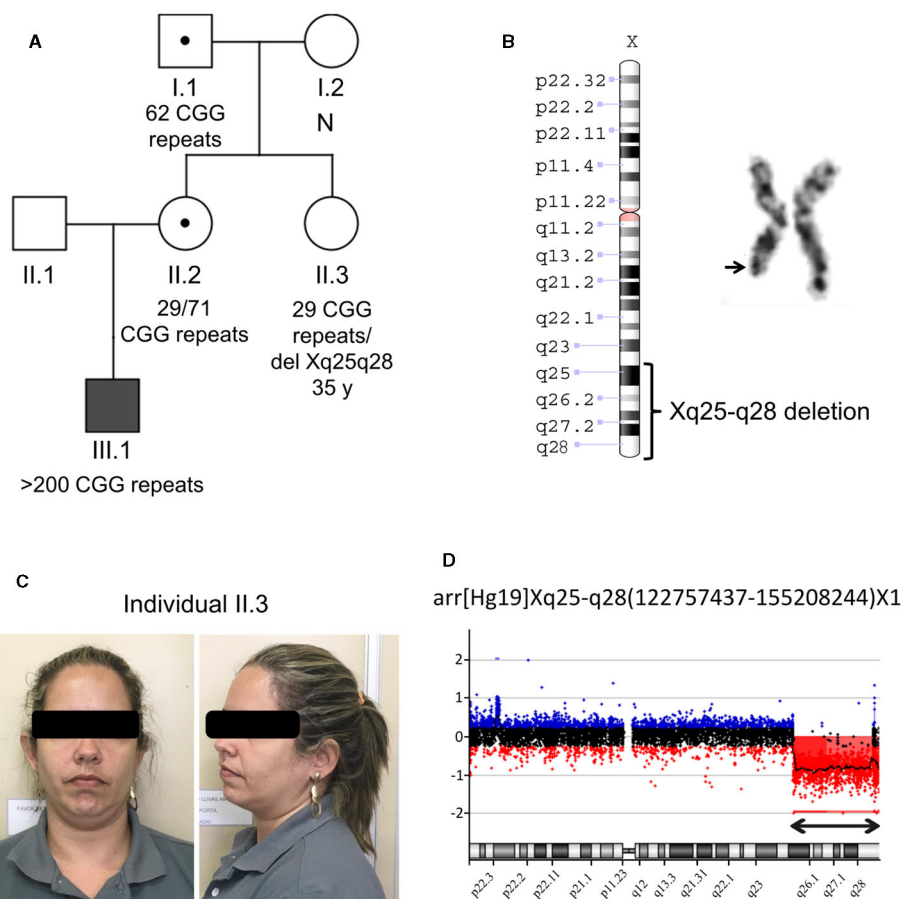 A
I.1
62 CGG
repeats
I.2
N
II.1
II.2
29/71
CGG repeats
II.3
29 CGG
repeats/
del Xq25q28
35 y
III.1
>200 CGG repeats
B
X
p22.32
p22.2
p22.11
p11.4
p11.22
q11.2
q13.2
q21.2
q22.1
q23
q25
q26.2
q27.2
q28
Xq25-q28 deletion
C
Individual II.3
FAVOR
LUVAS
PORTA.
D
arr[Hg19]Xq25-q28(122757437-155208244)X1
2
1
0
-1
-2
p22.3
p22.2
p22.11
p21.1
p11.23
q12
q13.3
q21.31
q22.1
q23
q26.1
q27.1
q28